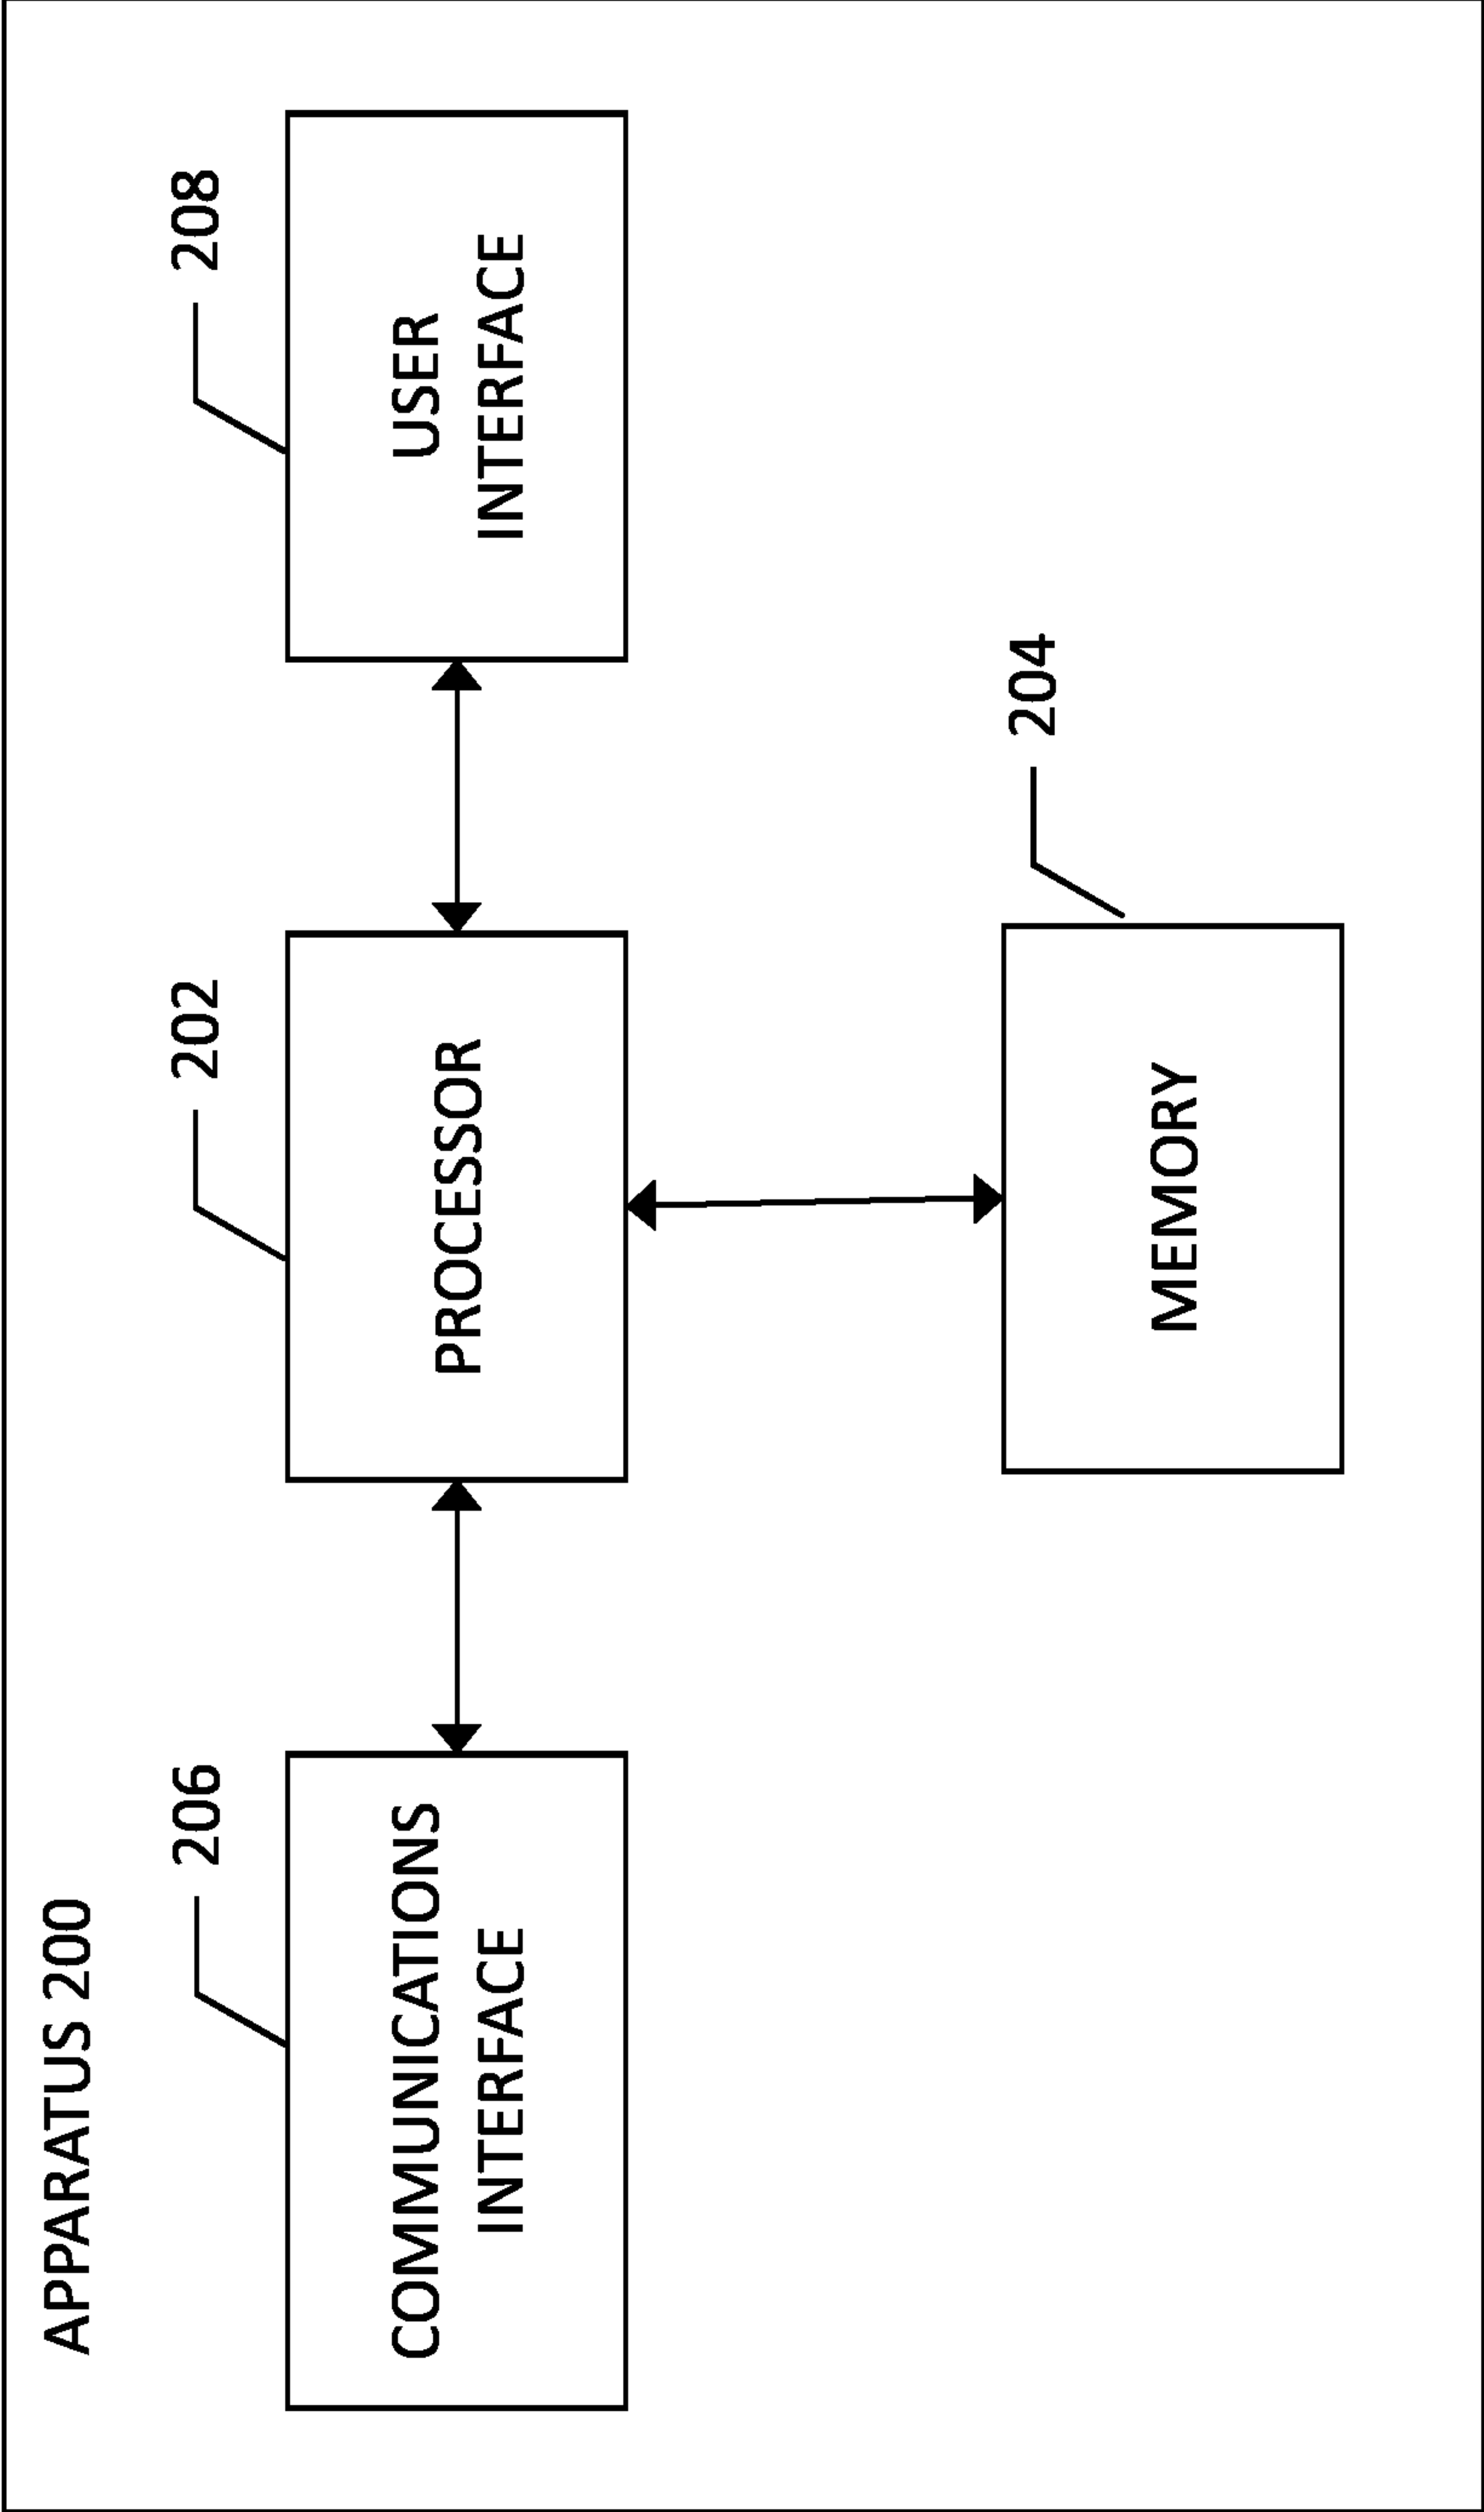 APPARATUS 200
206
202
208
COMMUNICATIONS
INTERFACE
PROCESSOR
USER
INTERFACE
204
MEMORY